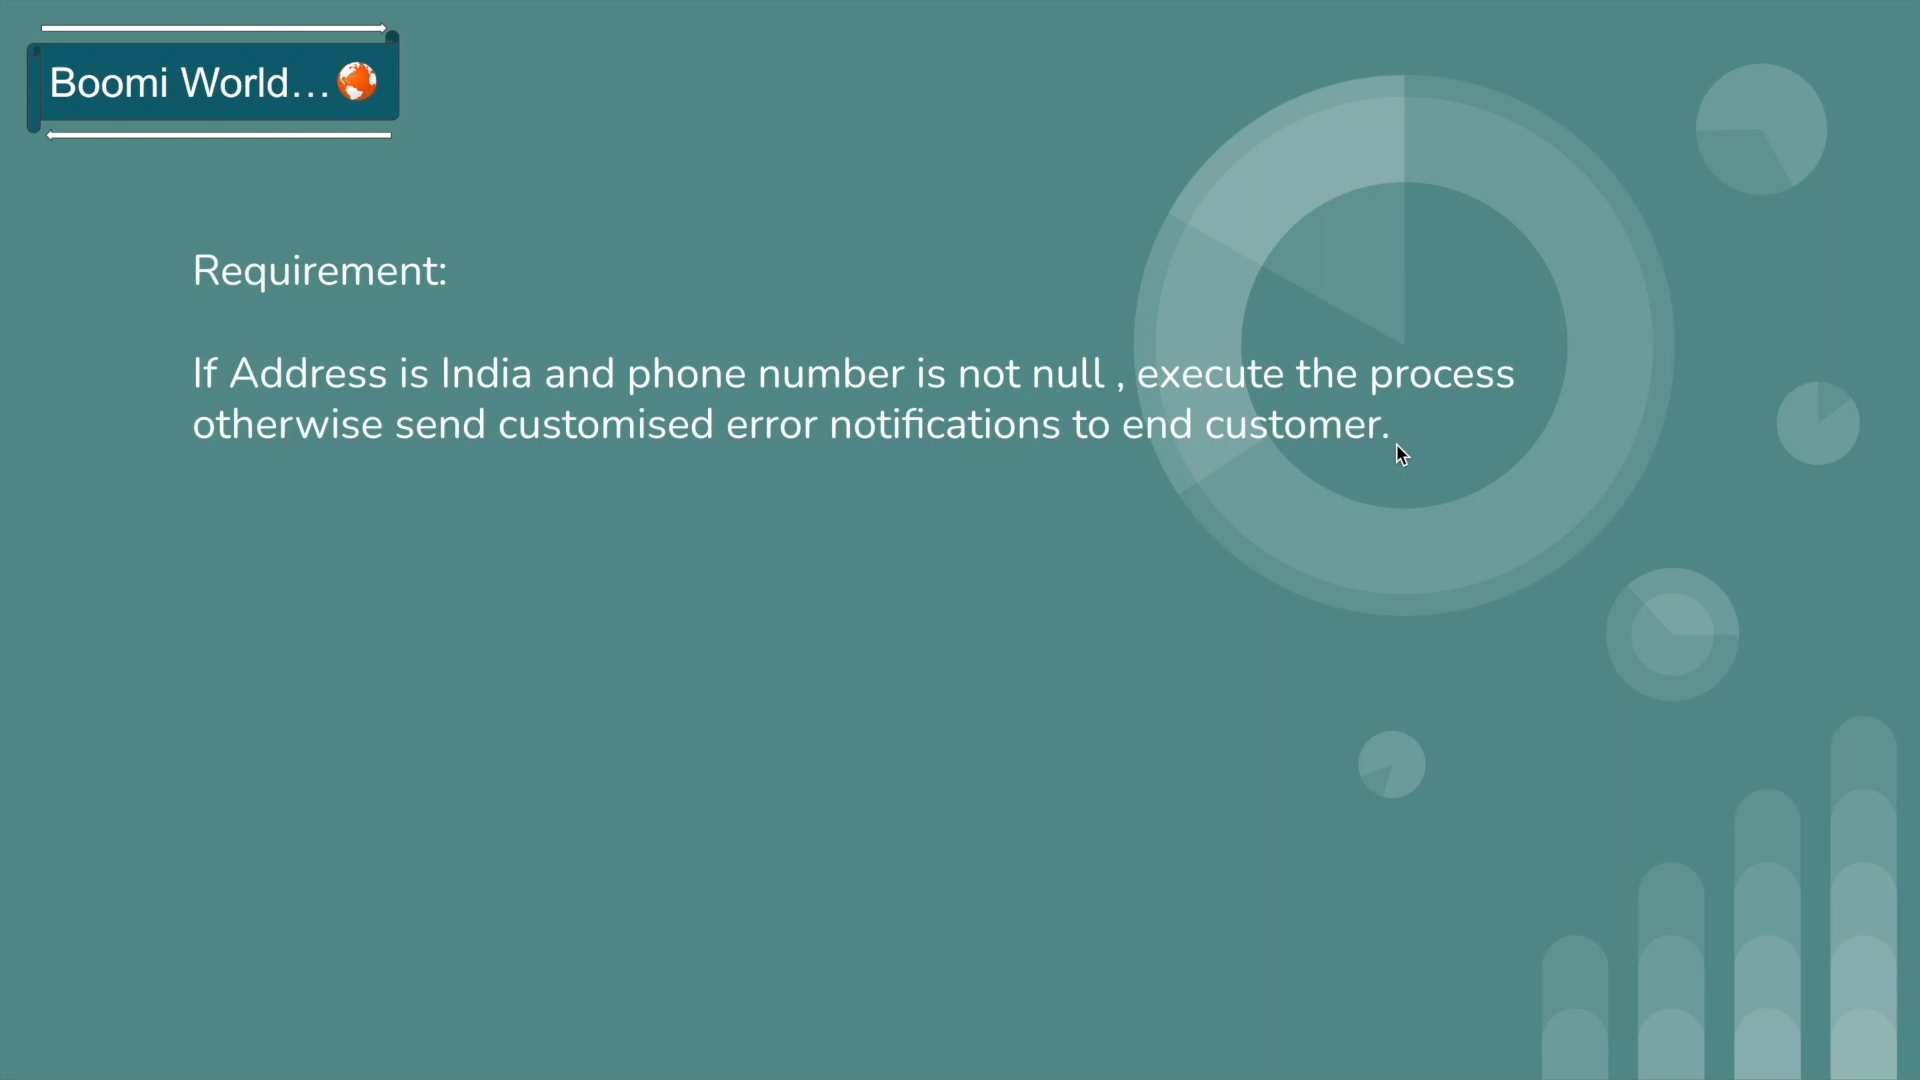 Boomi World...
Requirement:
If Address is India and phone number is not null , execute the process
otherwise send customised error notifications to end customer.